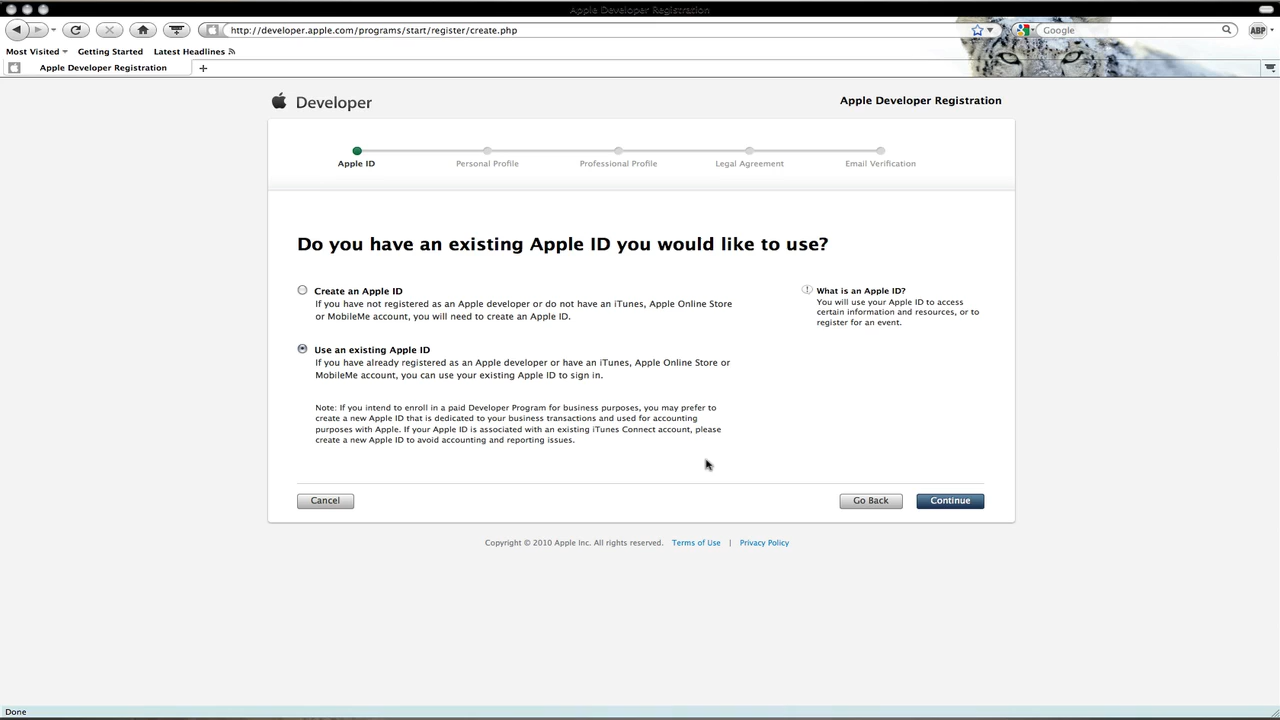 Apple Developer Registration
http://developer.apple.com/programs/start/register/create.php
Google
ABP
Most Visited
Getting Started
Latest Headlines
Apple Developer Registration
Developer
Apple Developer Registration
Apple ID
Personal Profile
Professional Profile
Legal Agreement
Email Verification
Do you have an existing Apple ID you would like to use?
Create an Apple ID
If you have not registered as an Apple developer or do not have an iTunes, Apple Online Store
or MobileMe account, you will need to create an Apple ID.
What is an Apple ID?
You will use your Apple ID to access
certain information and resources, or to
register for an event.
Use an existing Apple ID
If you have already registered as an Apple developer or have an iTunes, Apple Online Store or
MobileMe account, you can use your existing Apple ID to sign in.
Note: If you intend to enroll in a paid Developer Program for business purposes, you may prefer to
create a new Apple ID that is dedicated to your business transactions and used for accounting
purposes with Apple. If your Apple ID is associated with an existing iTunes Connect account, please
create a new Apple ID to avoid accounting and reporting issues.
Cancel
Go Back
Continue
Copyright © 2010 Apple Inc. All rights reserved. Terms of Use | Privacy Policy
Done